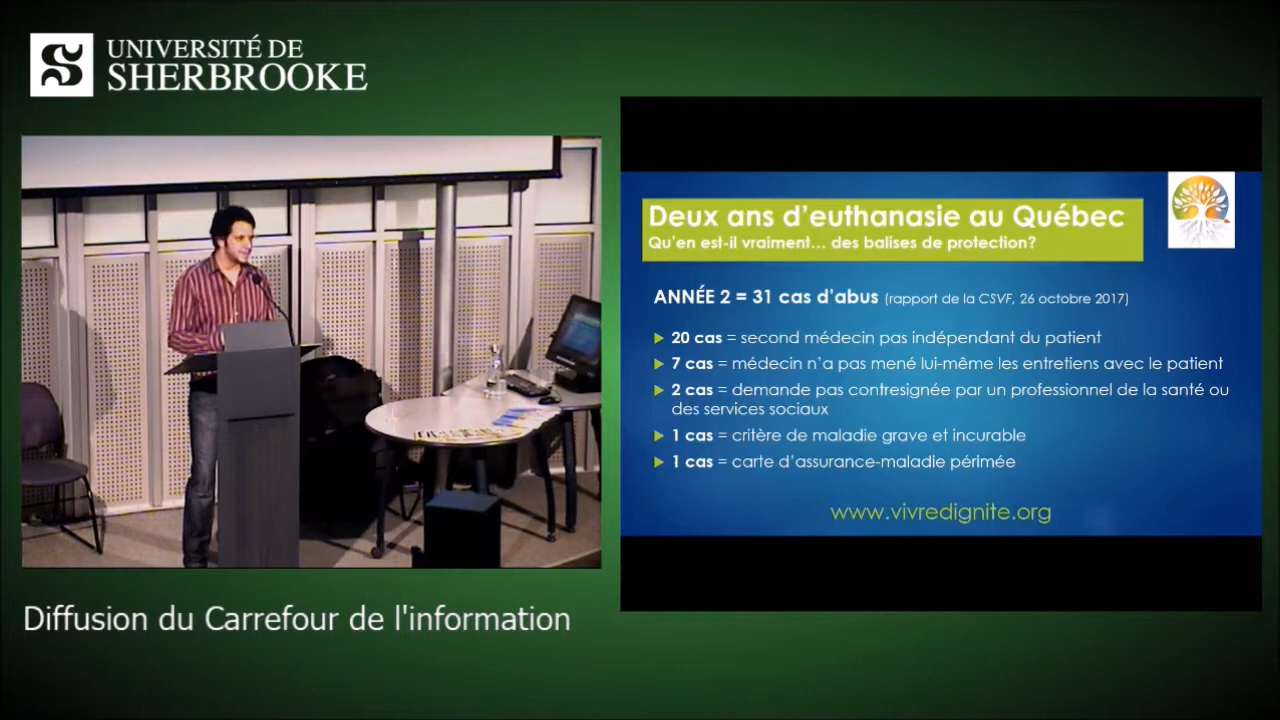 UNIVERSITÉ DE
SHERBROOKE
Deux ans d'euthanasie au Québec
Qu'en est-il vraiment... des balises de protection?
ANNÉE 2 = 31 cas d'abus (rapport de la CSVF, 26 octobre 2017)
20 cas = second médecin pas indépendant du patient
7 cas = médecin n'a pas mené lui-même les entretiens avec le patient
2 cas = demande pas contresignée par un professionnel de la santé ou
des services sociaux
1 cas = critère de maladie grave et incurable
1 cas = carte d'assurance-maladie périmée
www.vivredignite.org
Diffusion du Carrefour de l'information